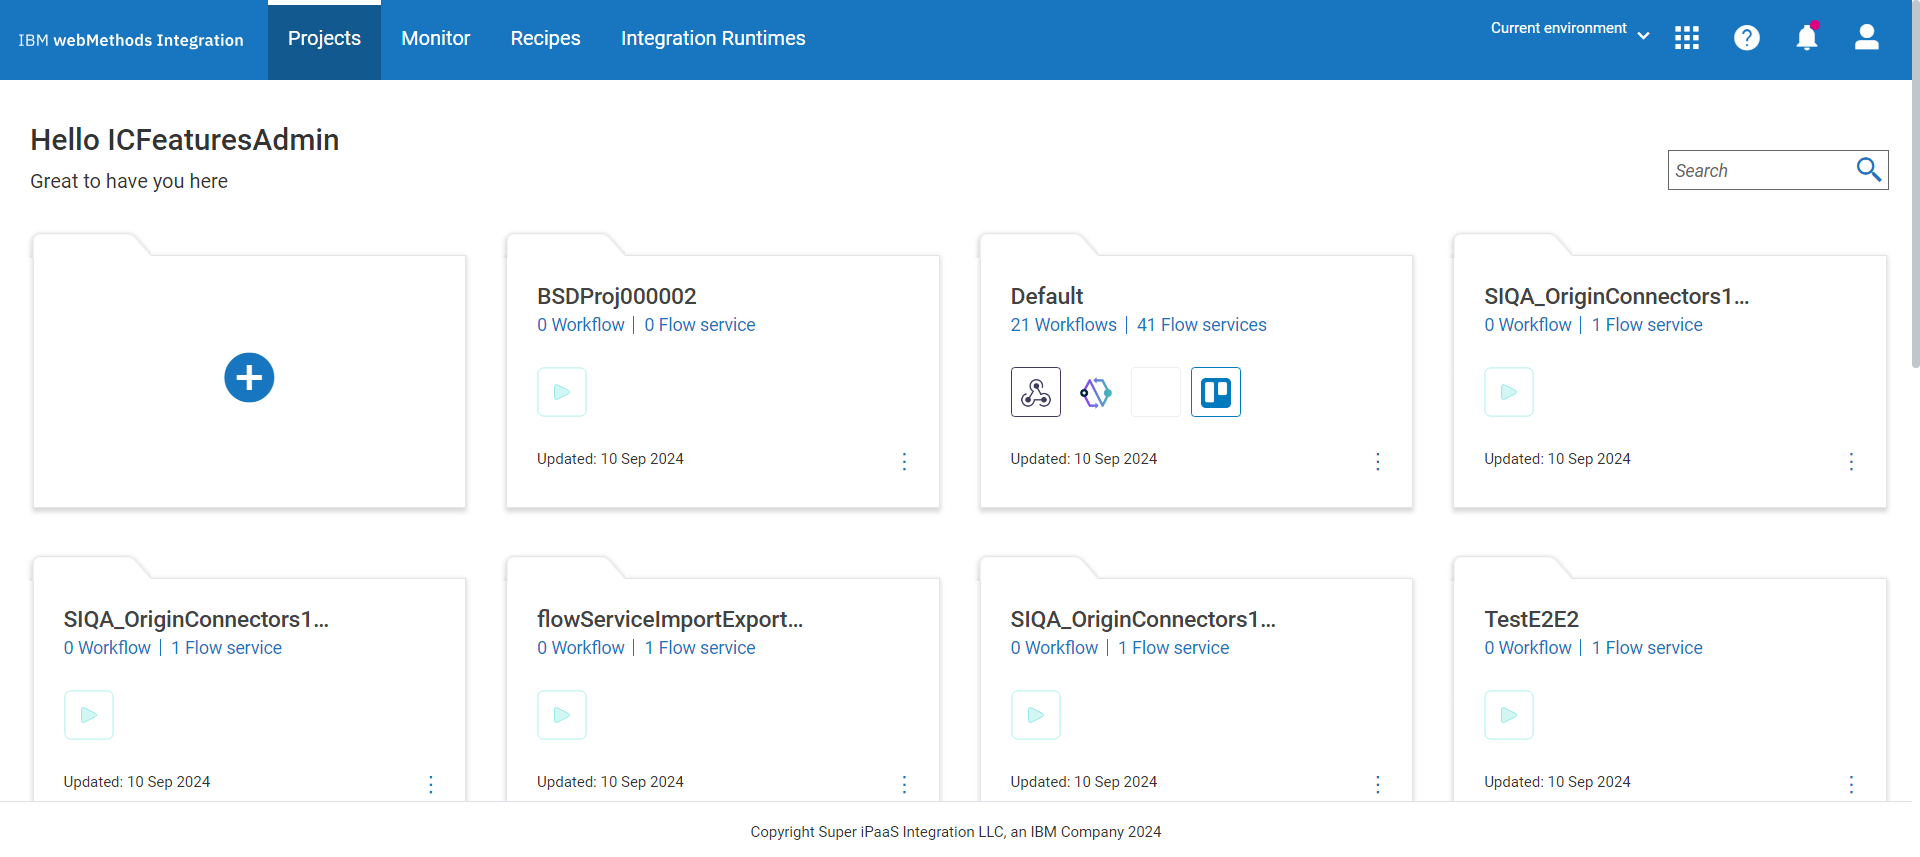 IBM webMethods Integration
Projects
Monitor
Recipes
Integration Runtimes
Current environment
Hello ICFeaturesAdmin
Great to have you here
Search
BSDProj000002
0 Workflow | 0 Flow service
Updated: 10 Sep 2024
Default
21 Workflows | 41 Flow services
Updated: 10 Sep 2024
SIQA_OriginConnectors1...
0 Workflow | 1 Flow service
Updated: 10 Sep 2024
SIQA_OriginConnectors1...
0 Workflow | 1 Flow service
Updated: 10 Sep 2024
flowServiceImportExport...
0 Workflow | 1 Flow service
Updated: 10 Sep 2024
SIQA_OriginConnectors1...
0 Workflow | 1 Flow service
Updated: 10 Sep 2024
TestE2E2
0 Workflow | 1 Flow service
Updated: 10 Sep 2024
Copyright Super iPaaS Integration LLC, an IBM Company 2024